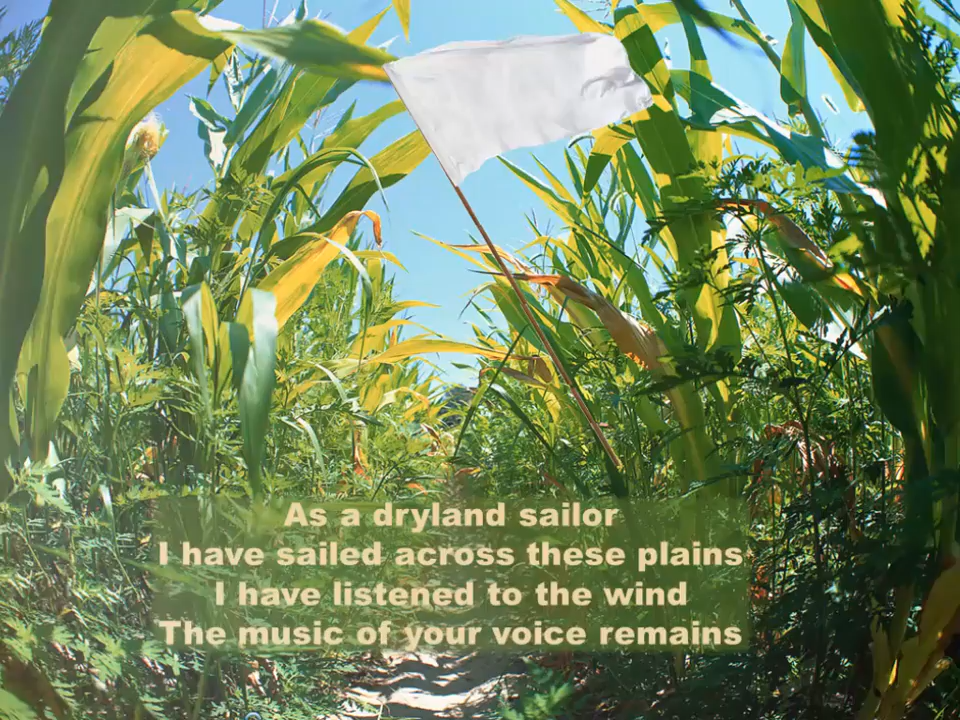 As a dryland sailor
I have sailed across these plains
I have listened to the wind
The music of your voice remains